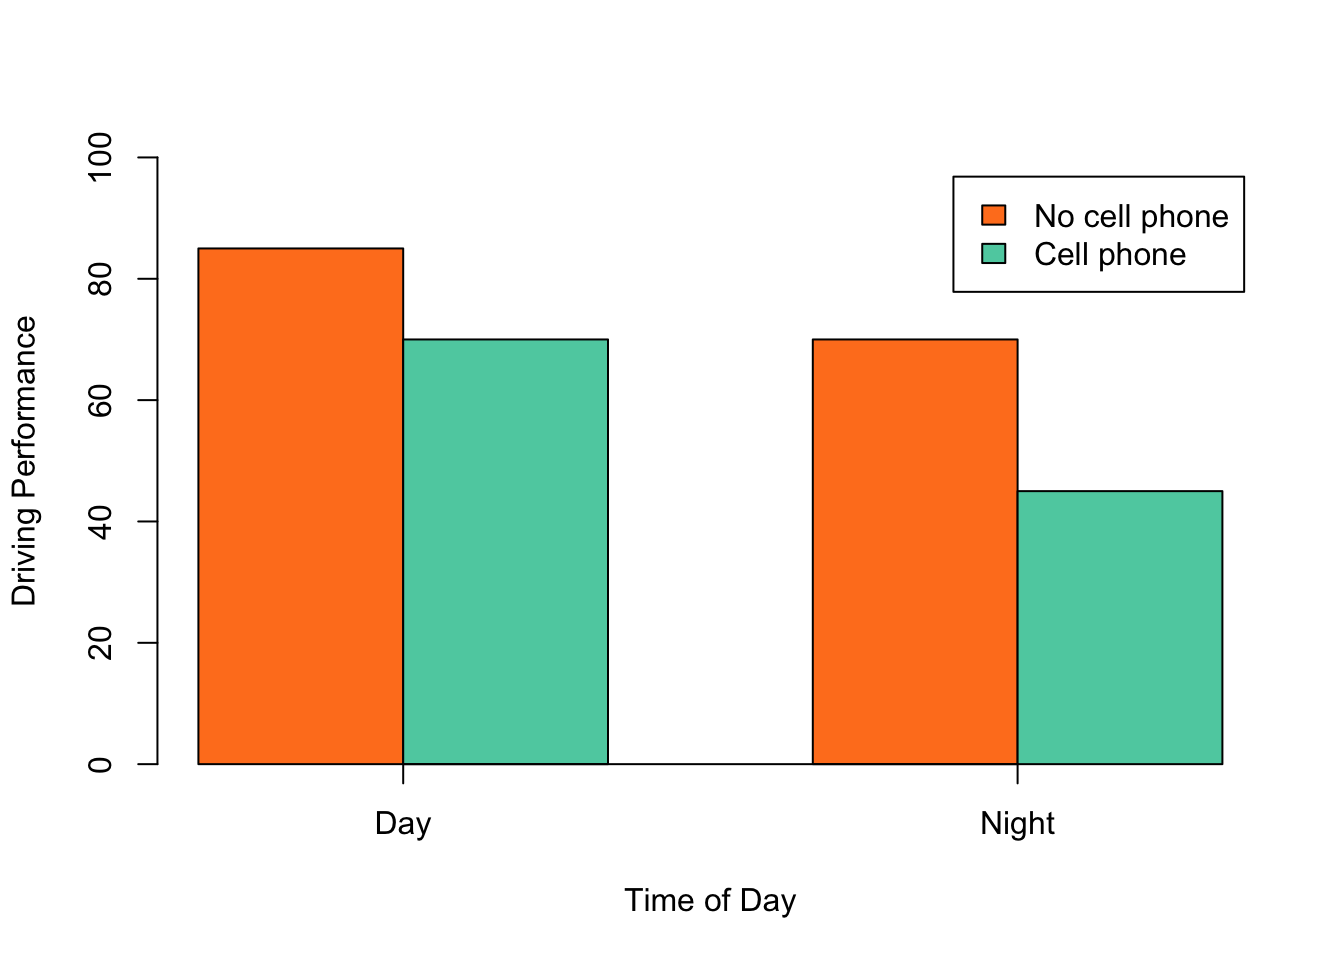 100
80
60
40
20
0
Driving Performance
No cell phone
Cell phone
Day
Night
Time of Day